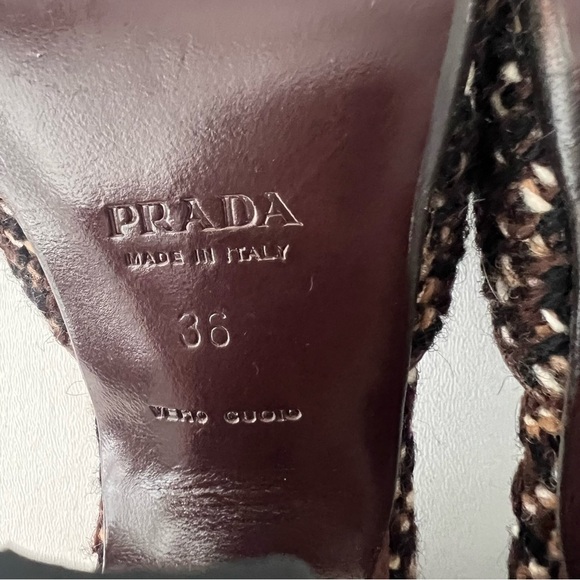 PRADA
MADE IN ITALY
36
VERO CUOIO